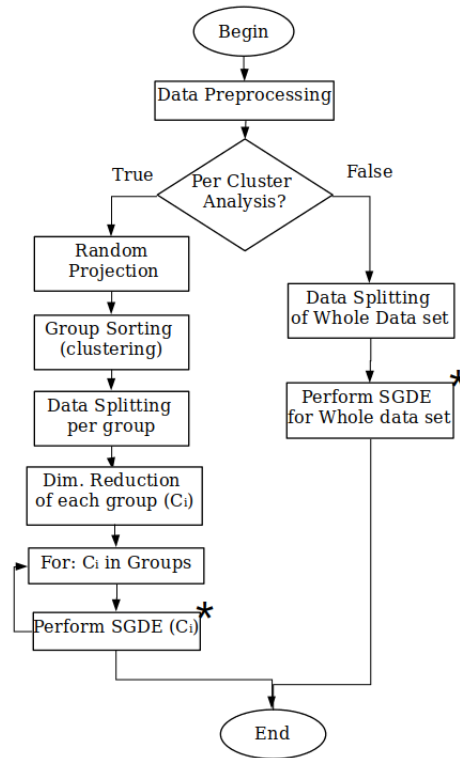 Begin
Data Preprocessing
Per Cluster
Analysis?
True
False
Random
Projection
Group Sorting
(clustering)
Data Splitting
per group
Dim. Reduction
of each group (Cᵢ)
For: Cᵢ in Groups
Perform SGDE (Cᵢ)
*
Data Splitting
of Whole Data set
Perform SGDE
for Whole data set
*
End